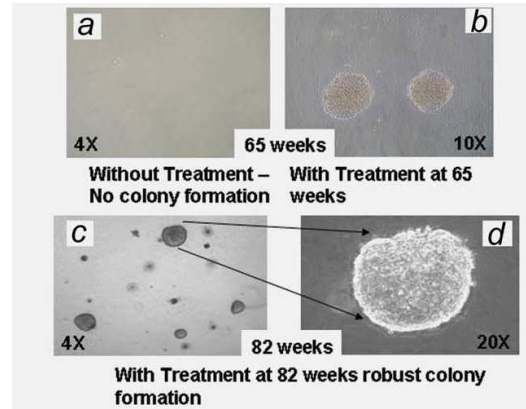 a
b
4X
65 weeks
10X
Without Treatment –
No colony formation
With Treatment at 65
weeks
c
d
4X
82 weeks
20X
With Treatment at 82 weeks robust colony
formation